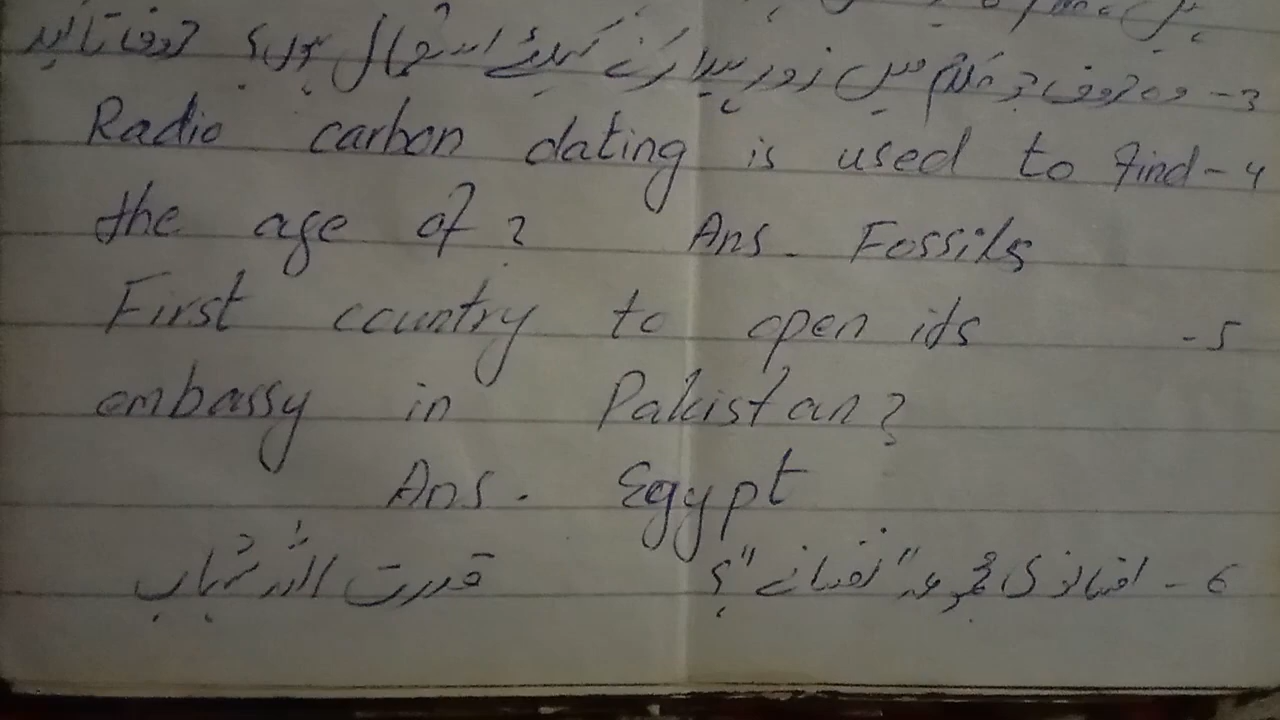 3- وہ حروف جو کلام میں زور پیدا کرنے کیلئے استعمال ہوں؟ حروف تاکید
4- Radio carbon dating is used to find
the age of? Ans. Fossils
5- First country to open its
embassy in Pakistan?
Ans. Egypt
6- افسانوی مجموعہ "نفسانے"؟ قدرت اللہ شہاب